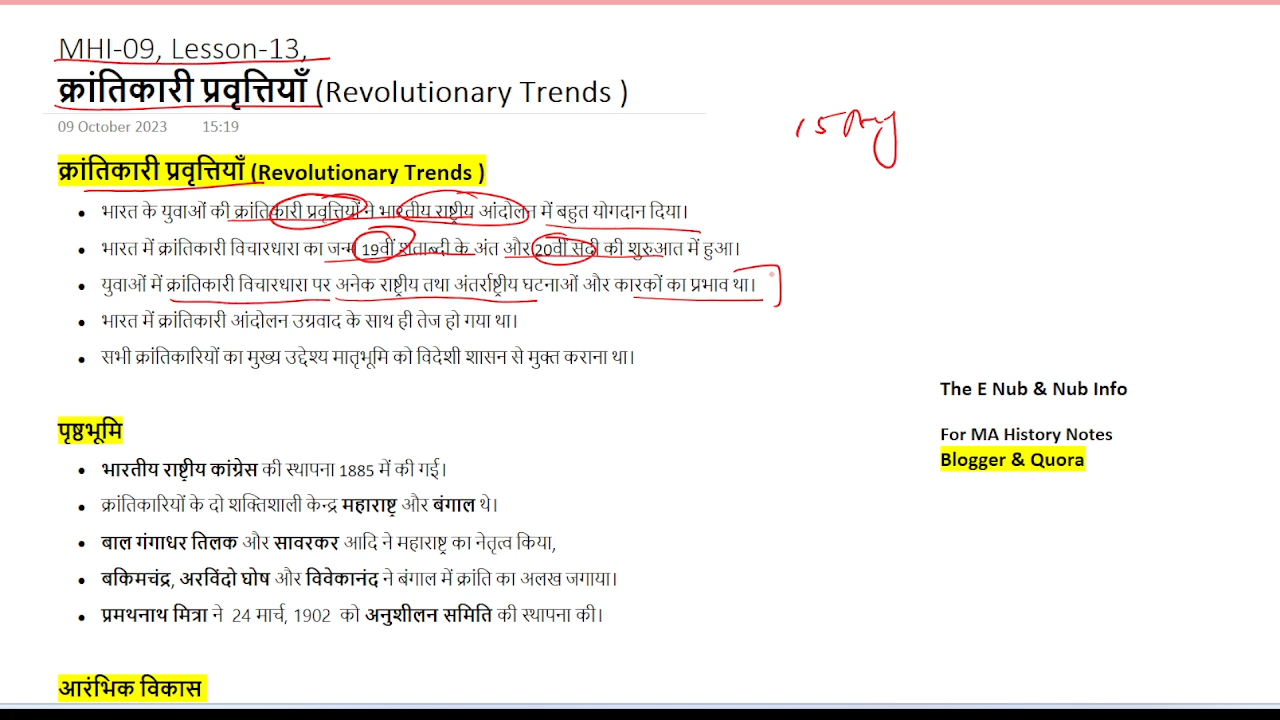 MHI-09, Lesson-13,
क्रांतिकारी प्रवृत्तियाँ (Revolutionary Trends )
09 October 2023 15:19
15 Aug
क्रांतिकारी प्रवृत्तियाँ (Revolutionary Trends )
• भारत के युवाओं की क्रांतिकारी प्रवृत्तियों ने भारतीय राष्ट्रीय आंदोलन में बहुत योगदान दिया।
• भारत में क्रांतिकारी विचारधारा का जन्म 19वीं शताब्दी के अंत और 20वीं सदी की शुरुआत में हुआ।
• युवाओं में क्रांतिकारी विचारधारा पर अनेक राष्ट्रीय तथा अंतर्राष्ट्रीय घटनाओं और कारकों का प्रभाव था।
• भारत में क्रांतिकारी आंदोलन उग्रवाद के साथ ही तेज हो गया था।
• सभी क्रांतिकारियों का मुख्य उद्देश्य मातृभूमि को विदेशी शासन से मुक्त कराना था।
पृष्ठभूमि
• भारतीय राष्ट्रीय कांग्रेस की स्थापना 1885 में की गई।
• क्रांतिकारियों के दो शक्तिशाली केन्द्र महाराष्ट्र और बंगाल थे।
• बाल गंगाधर तिलक और सावरकर आदि ने महाराष्ट्र का नेतृत्व किया,
• बकिमचंद्र, अरविंदो घोष और विवेकानंद ने बंगाल में क्रांति का अलख जगाया।
• प्रमथनाथ मित्रा ने 24 मार्च, 1902 को अनुशीलन समिति की स्थापना की।
आरंभिक विकास
The E Nub & Nub Info
For MA History Notes
Blogger & Quora